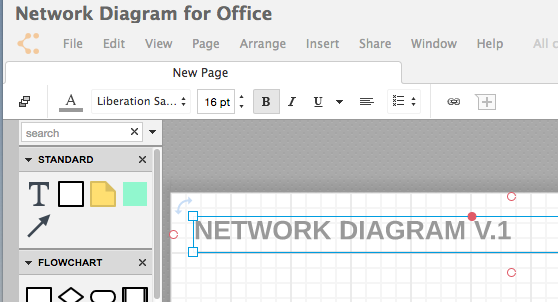 Network Diagram for Office
File Edit View Page Arrange Insert Share Window Help All c
New Page
A Liberation Sa... 16 pt B I U
search
STANDARD
T
FLOWCHART
NETWORK DIAGRAM V.1